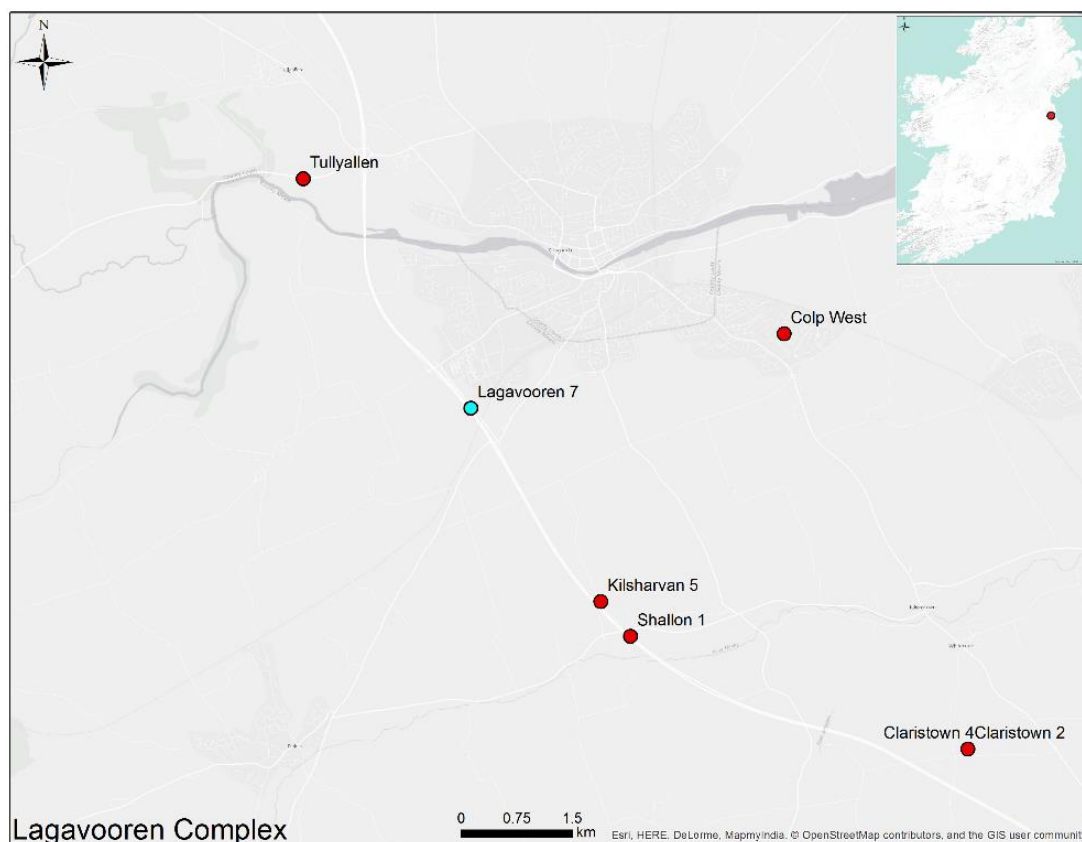 N
Tullyallen
Colp West
Lagavooren 7
Kilsharvan 5
Shallon 1
Claristown 4Claristown 2
Lagavooren Complex
0 0.75 1.5
km
Esri, HERE, DeLorme, MapmyIndia, © OpenStreetMap contributors, and the GIS user communit